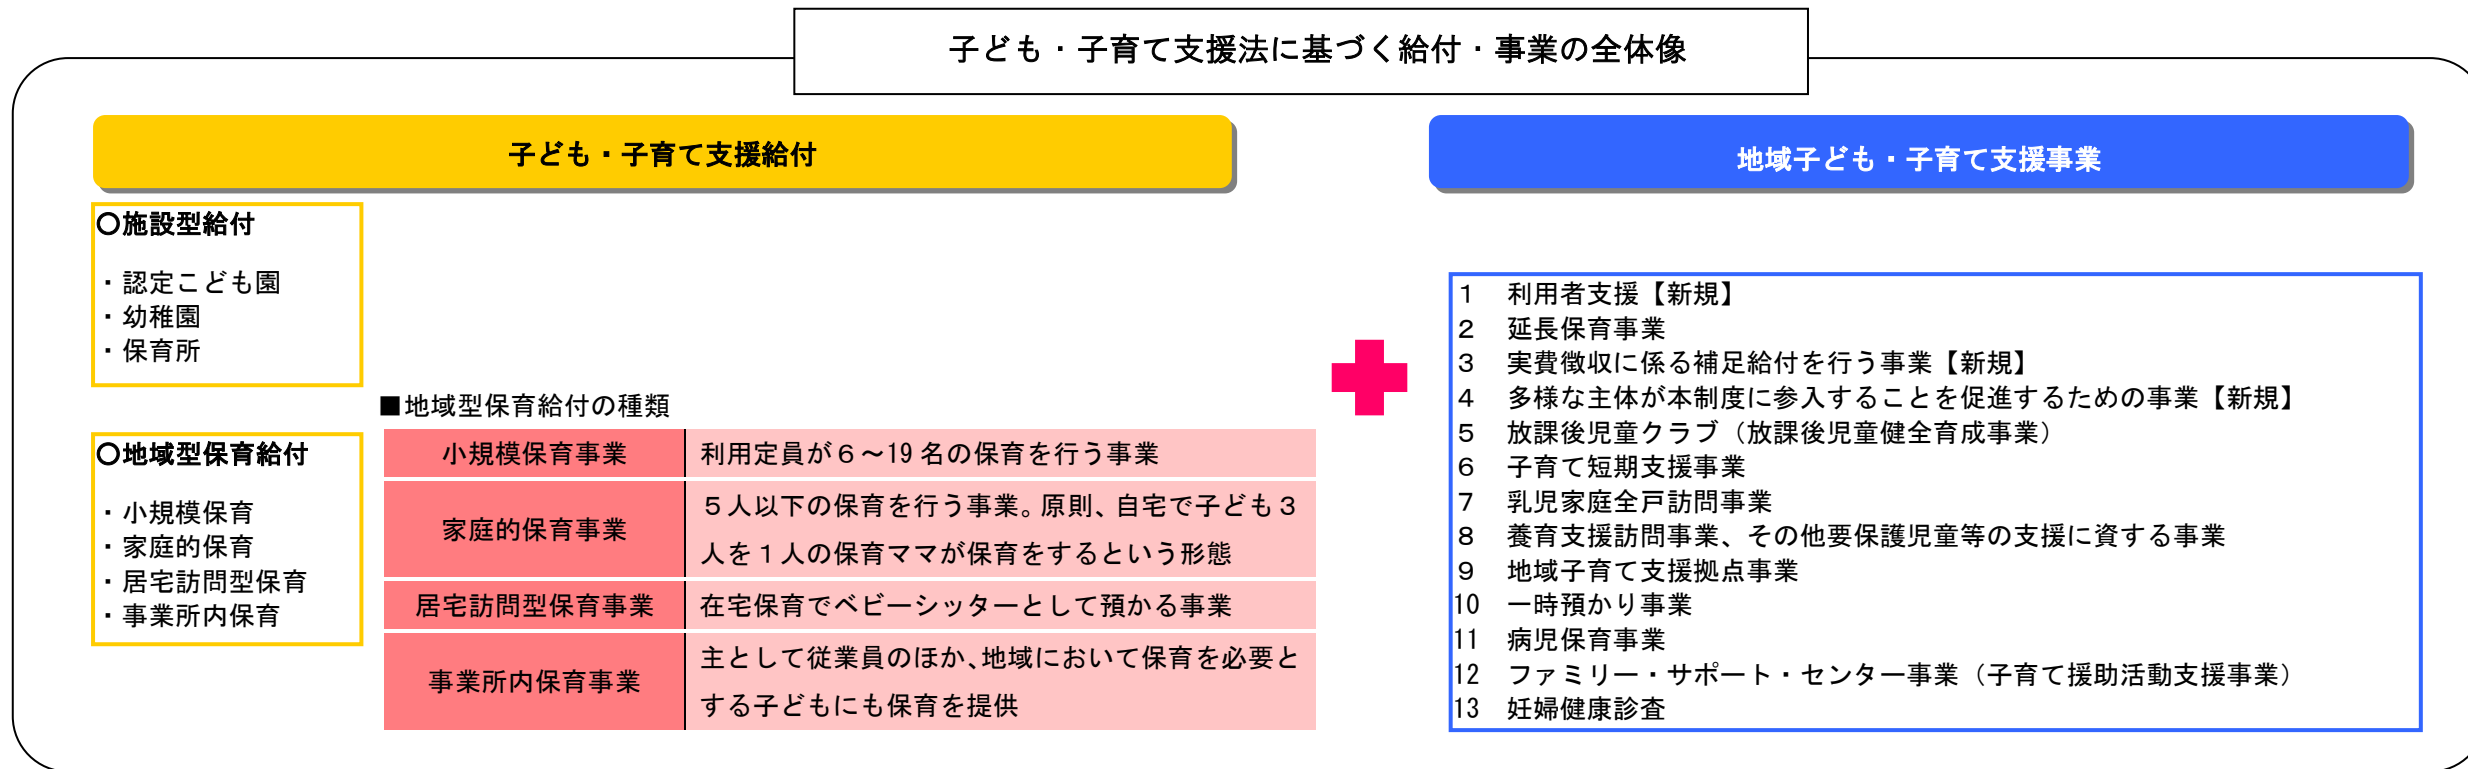 子ども・子育て支援法に基づく給付・事業の全体像
子ども・子育て支援給付
〇施設型給付
・認定こども園
・幼稚園
・保育所
〇地域型保育給付
・小規模保育
・家庭的保育
・居宅訪問型保育
・事業所内保育
■地域型保育給付の種類
小規模保育事業 利用定員が6～19名の保育を行う事業
家庭的保育事業 5人以下の保育を行う事業。原則、自宅で子ども3
人を1人の保育ママが保育をするという形態
居宅訪問型保育事業 在宅保育でベビーシッターとして預かる事業
事業所内保育事業 主として従業員のほか、地域において保育を必要と
する子どもにも保育を提供
地域子ども・子育て支援事業
1 利用者支援【新規】
2 延長保育事業
3 実費徴収に係る補足給付を行う事業【新規】
4 多様な主体が本制度に参入することを促進するための事業【新規】
5 放課後児童クラブ（放課後児童健全育成事業）
6 子育て短期支援事業
7 乳児家庭全戸訪問事業
8 養育支援訪問事業、その他要保護児童等の支援に資する事業
9 地域子育て支援拠点事業
10 一時預かり事業
11 病児保育事業
12 ファミリー・サポート・センター事業（子育て援助活動支援事業）
13 妊婦健康診査